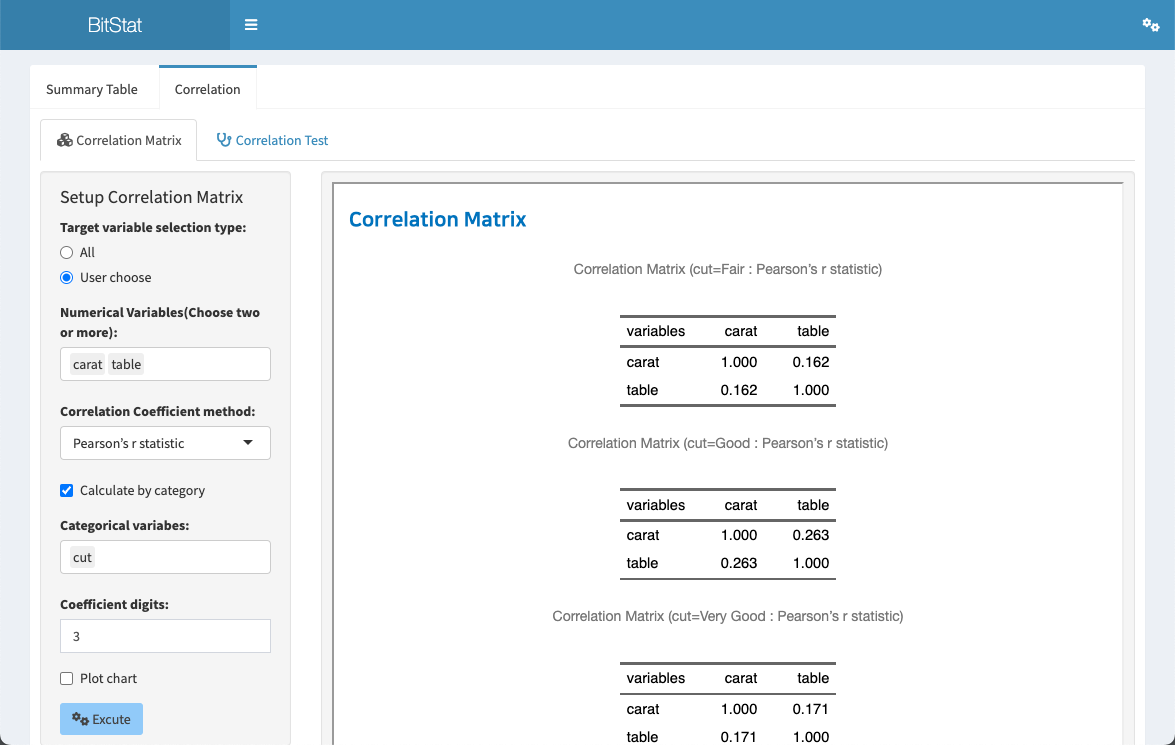 BitStat
Summary Table
Correlation
Correlation Matrix
Correlation Test
Setup Correlation Matrix
Target variable selection type:
All
User choose
Numerical Variables(Choose two
or more):
carat table
Correlation Coefficient method:
Pearson's r statistic
Calculate by category
Categorical variabes:
cut
Coefficient digits:
3
Plot chart
Excute
Correlation Matrix
Correlation Matrix (cut=Fair : Pearson's r statistic)
variables carat table
carat 1.000 0.162
table 0.162 1.000
Correlation Matrix (cut=Good : Pearson's r statistic)
variables carat table
carat 1.000 0.263
table 0.263 1.000
Correlation Matrix (cut=Very Good : Pearson's r statistic)
variables carat table
carat 1.000 0.171
table 0.171 1.000